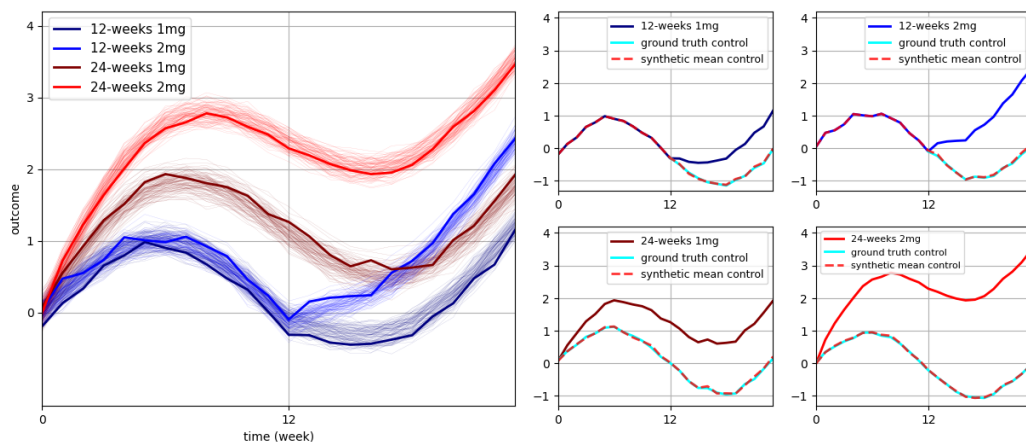 4
3
2
1
0
outcome
0
12
time (week)
12-weeks 1mg
12-weeks 2mg
24-weeks 1mg
24-weeks 2mg
4
3
2
1
0
−1
0
12
12-weeks 1mg
ground truth control
synthetic mean control
4
3
2
1
0
−1
0
12
12-weeks 2mg
ground truth control
synthetic mean control
4
3
2
1
0
−1
0
12
24-weeks 1mg
ground truth control
synthetic mean control
4
3
2
1
0
−1
0
12
24-weeks 2mg
ground truth control
synthetic mean control